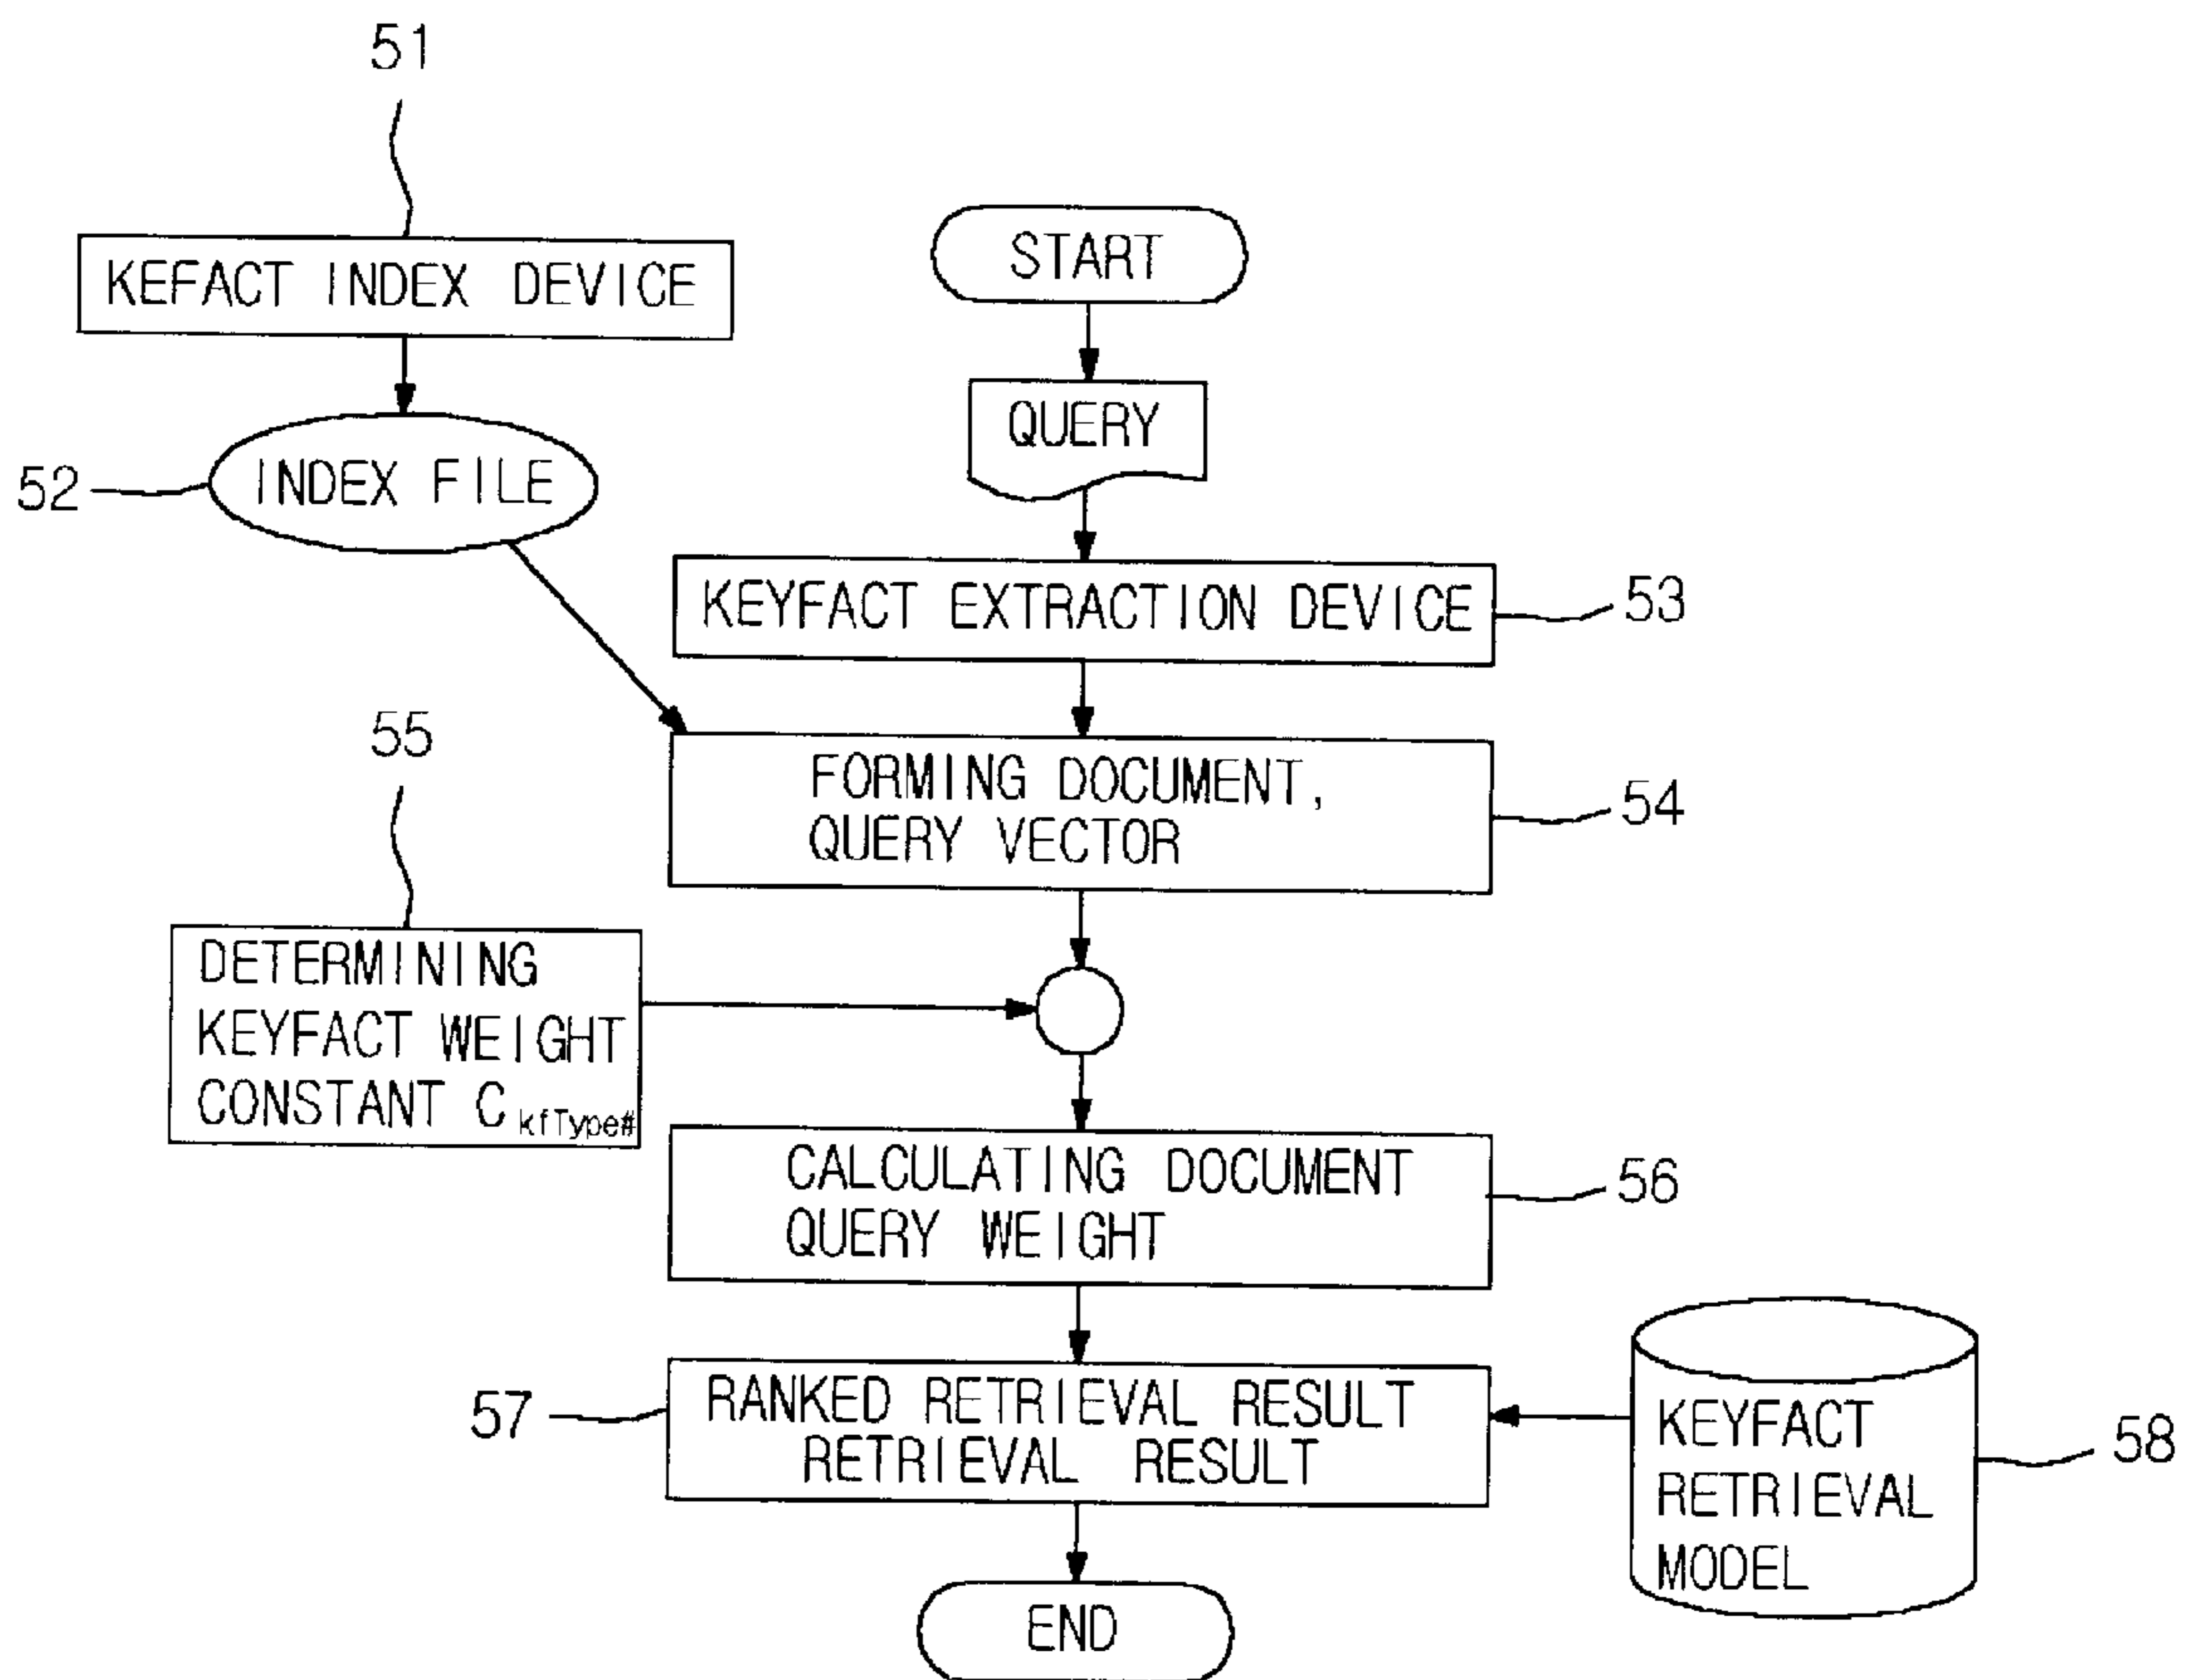 51
KEFACT INDEX DEVICE
START
QUERY
52
INDEX FILE
KEYFACT EXTRACTION DEVICE
53
55
FORMING DOCUMENT,
QUERY VECTOR
54
DETERMINING
KEYFACT WEIGHT
CONSTANT C kfType#
CALCULATING DOCUMENT
QUERY WEIGHT
56
57
RANKED RETRIEVAL RESULT
RETRIEVAL RESULT
KEYFACT
RETRIEVAL
MODEL
58
END